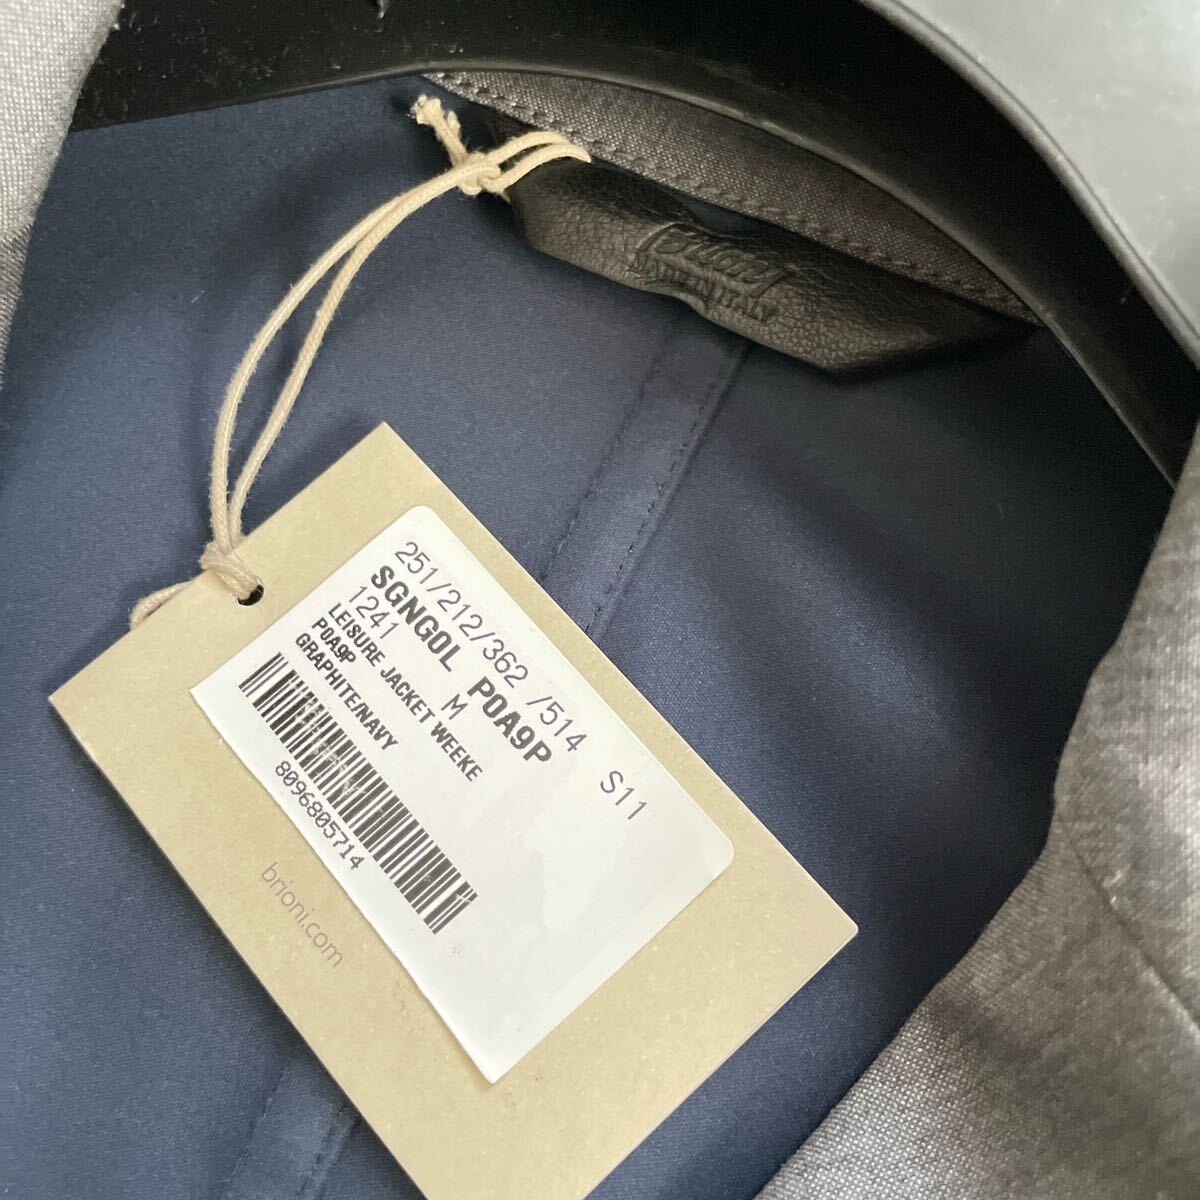 Brioni
MADE IN ITALY
251/212/362 /514 S11
SGNG0L P0A9P
1241 M
LEISURE JACKET WEEKE
P0A9P
GRAPHITE/NAVY
8096805714
brioni.com